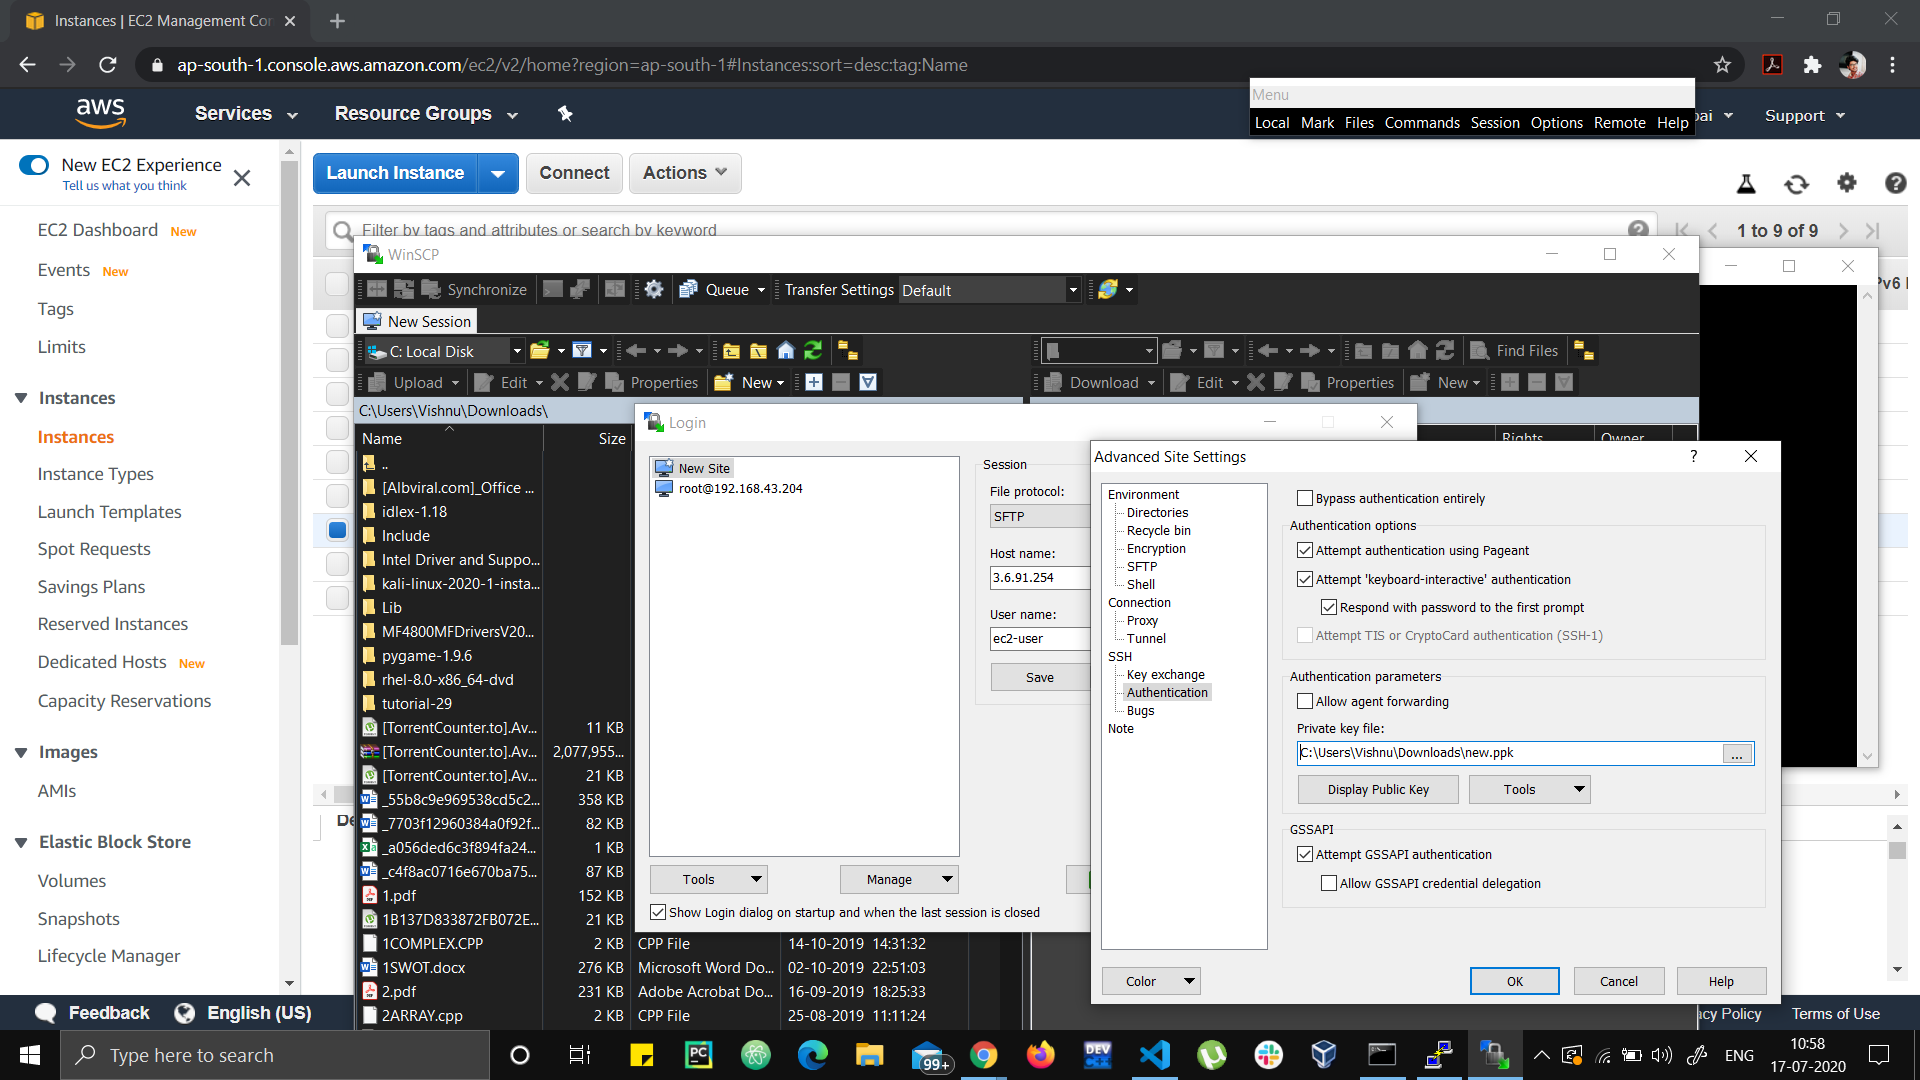 Instances | EC2 Management Con
ap-south-1.console.aws.amazon.com/ec2/v2/home?region=ap-south-1#Instances:sort=desc:tag:Name
Menu
Local Mark Files Commands Session Options Remote Help
aws
Services
Resource Groups
bai
Support
New EC2 Experience
Tell us what you think
Launch Instance
Connect
Actions
Filter by tags and attributes or search by keyword
1 to 9 of 9
EC2 Dashboard New
Events New
Tags
Limits
Instances
Instances
Instance Types
Launch Templates
Spot Requests
Savings Plans
Reserved Instances
Dedicated Hosts New
Capacity Reservations
Images
AMIs
Elastic Block Store
Volumes
Snapshots
Lifecycle Manager
Feedback
English (US)
acy Policy
Terms of Use
WinSCP
Synchronize
Queue
Transfer Settings Default
New Session
C: Local Disk
Find Files
Upload Edit Properties New
Download Edit Properties New
C:\Users\Vishnu\Downloads\
Name Size
Rights Owner
..
[Albviral.com]_Office ...
idlex-1.18
Include
Intel Driver and Suppo...
kali-linux-2020-1-insta...
Lib
MF4800MFDriversV20...
pygame-1.9.6
rhel-8.0-x86_64-dvd
tutorial-29
[TorrentCounter.to].Av... 11 KB
[TorrentCounter.to].Av... 2,077,955...
[TorrentCounter.to].Av... 21 KB
_55b8c9e969538cd5c2... 358 KB
_7703f12960384a0f92f... 82 KB
_a056ded6c3f894fa24... 1 KB
_c4f8ac0716e670ba75... 87 KB
1.pdf 152 KB
1B137D833872FB072E... 21 KB
1COMPLEX.CPP 2 KB CPP File 14-10-2019 14:31:32
1SWOT.docx 276 KB Microsoft Word Do... 02-10-2019 22:51:03
2.pdf 231 KB Adobe Acrobat Do... 16-09-2019 18:25:33
2ARRAY.cpp 2 KB CPP File 25-08-2019 11:11:24
Login
New Site
root@192.168.43.204
Session
File protocol:
SFTP
Host name:
3.6.91.254
User name:
ec2-user
Save
Tools
Manage
Show Login dialog on startup and when the last session is closed
Advanced Site Settings
?
Environment
Directories
Recycle bin
Encryption
SFTP
Shell
Connection
Proxy
Tunnel
SSH
Key exchange
Authentication
Bugs
Note
Bypass authentication entirely
Authentication options
Attempt authentication using Pageant
Attempt 'keyboard-interactive' authentication
Respond with password to the first prompt
Attempt TIS or CryptoCard authentication (SSH-1)
Authentication parameters
Allow agent forwarding
Private key file:
C:\Users\Vishnu\Downloads\new.ppk
...
Display Public Key
Tools
GSSAPI
Attempt GSSAPI authentication
Allow GSSAPI credential delegation
Color
OK
Cancel
Help
Type here to search
PC
DEV
99+
ENG
10:58
17-07-2020